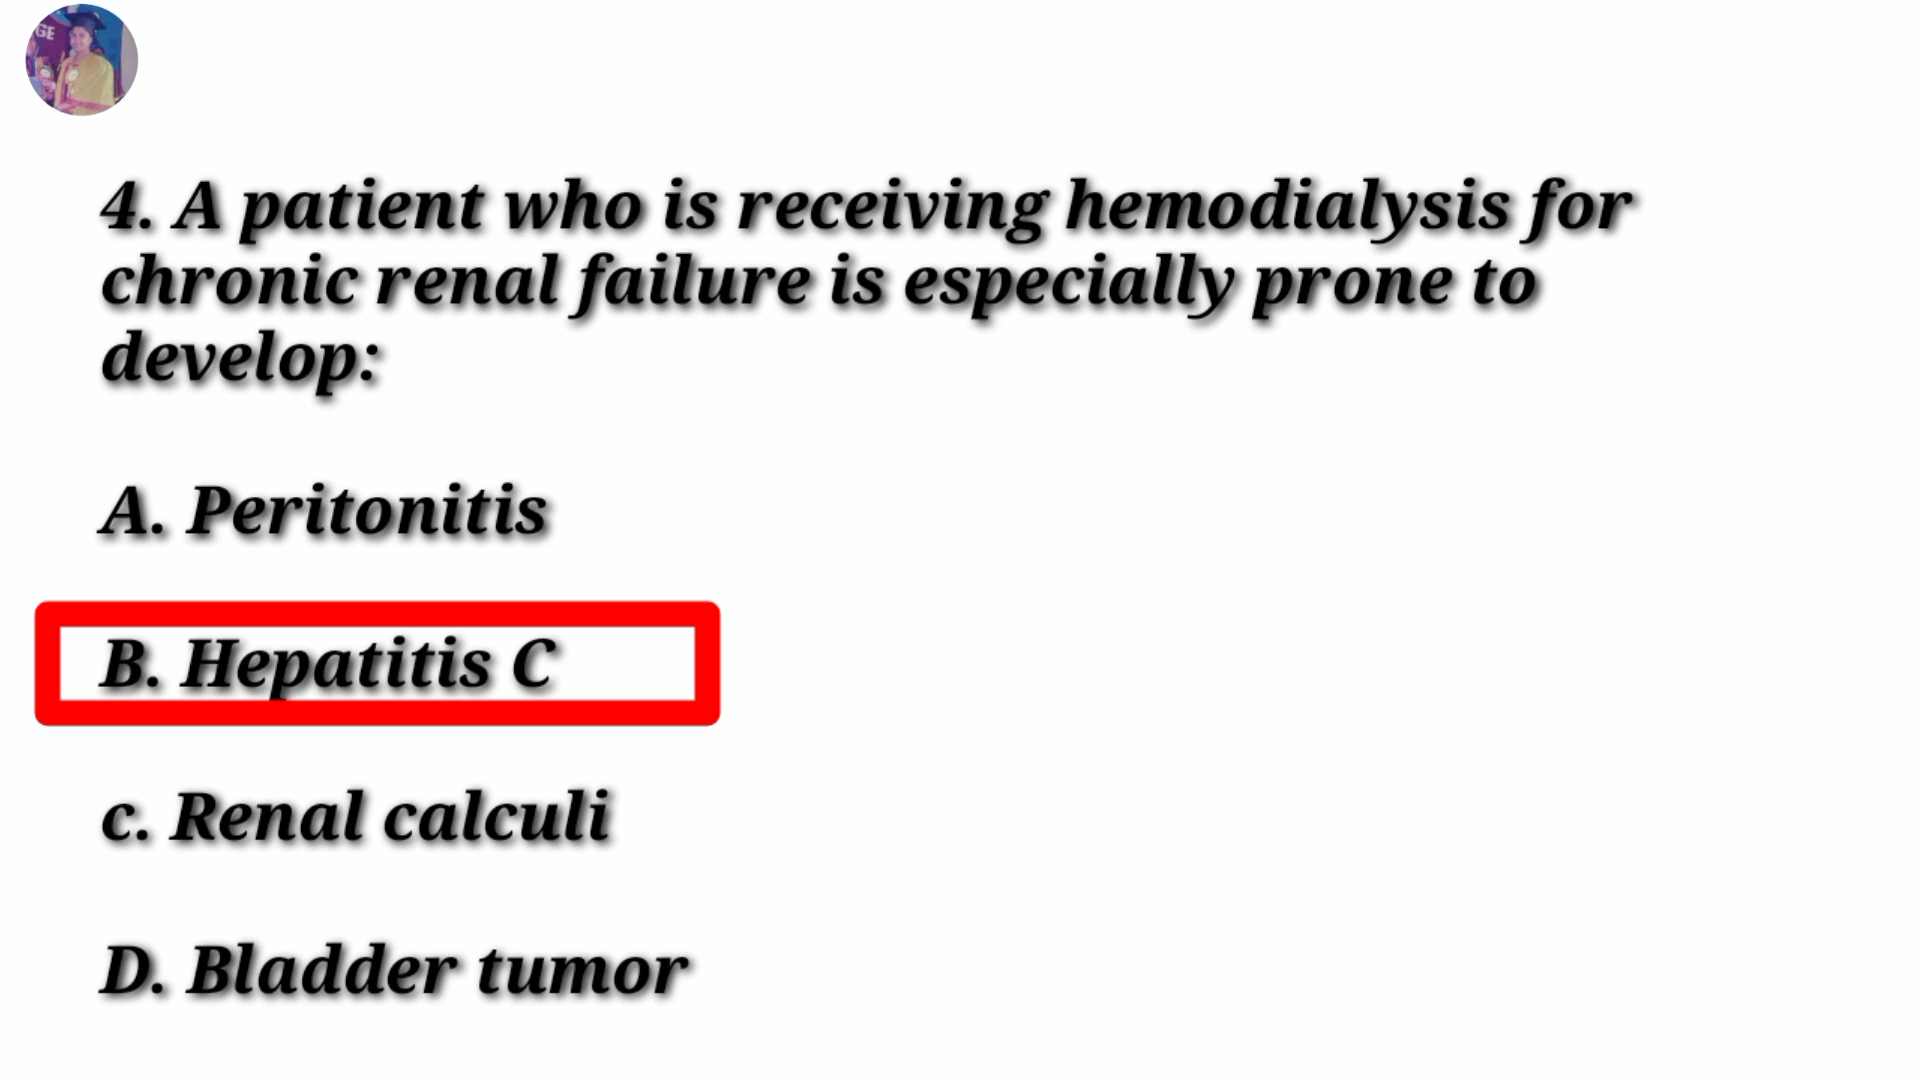 GE
4. A patient who is receiving hemodialysis for
chronic renal failure is especially prone to
develop:
A. Peritonitis
B. Hepatitis C
c. Renal calculi
D. Bladder tumor